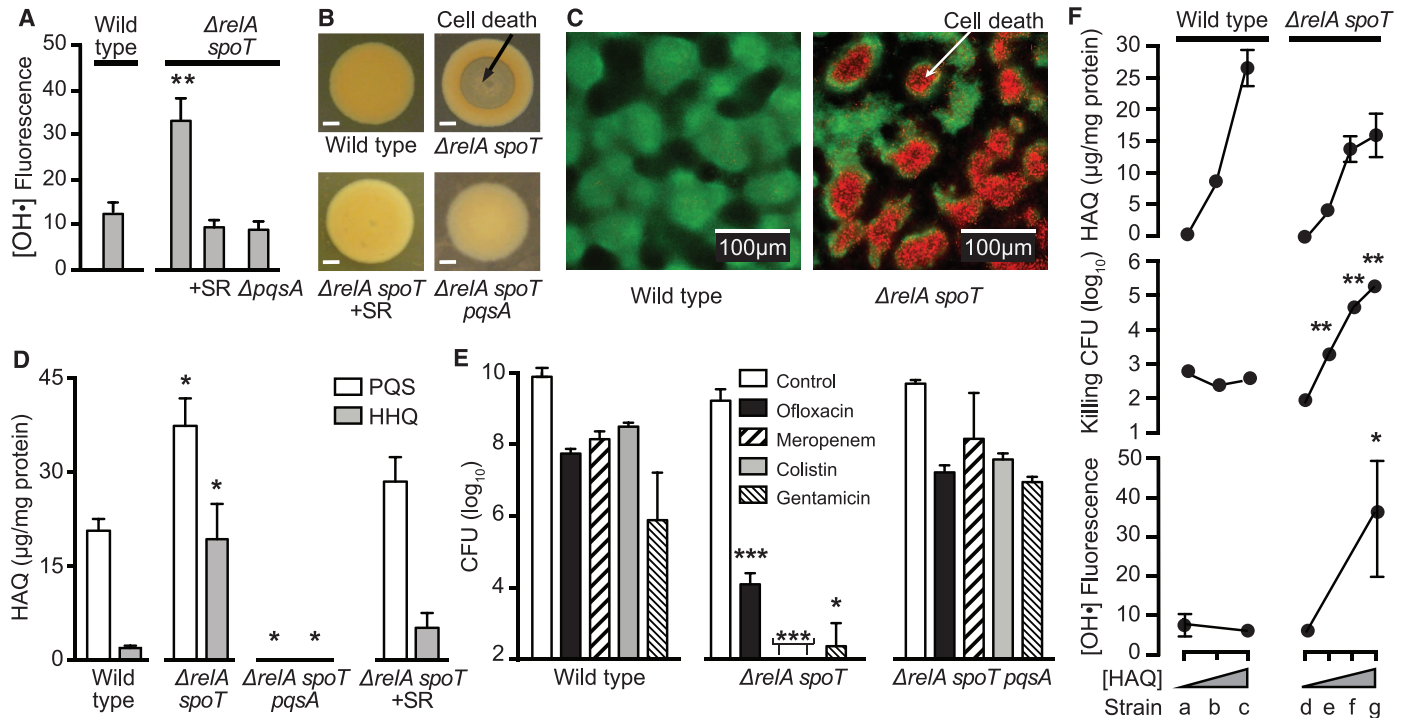 A
Wild type
ΔrelA spoT
[OH•] Fluorescence
50
40
30
20
10
0
**
+SR
ΔpqsA
B
Cell death
Wild type
ΔrelA spoT
ΔrelA spoT +SR
ΔrelA spoT pqsA
C
Cell death
100µm
100µm
Wild type
ΔrelA spoT
D
HAQ (µg/mg protein)
45
30
15
0
PQS
HHQ
*
*
*
*
Wild type
ΔrelA spoT
ΔrelA spoT pqsA
ΔrelA spoT +SR
E
CFU (log10)
10
8
6
4
2
Control
Ofloxacin
Meropenem
Colistin
Gentamicin
***
***
*
Wild type
ΔrelA spoT
ΔrelA spoT pqsA
F
Wild type
ΔrelA spoT
HAQ (µg/mg protein)
30
25
20
15
10
5
0
Killing CFU (log10)
6
5
4
3
2
1
**
**
**
[OH•] Fluorescence
50
40
30
20
10
0
*
[HAQ]
Strain a b c d e f g